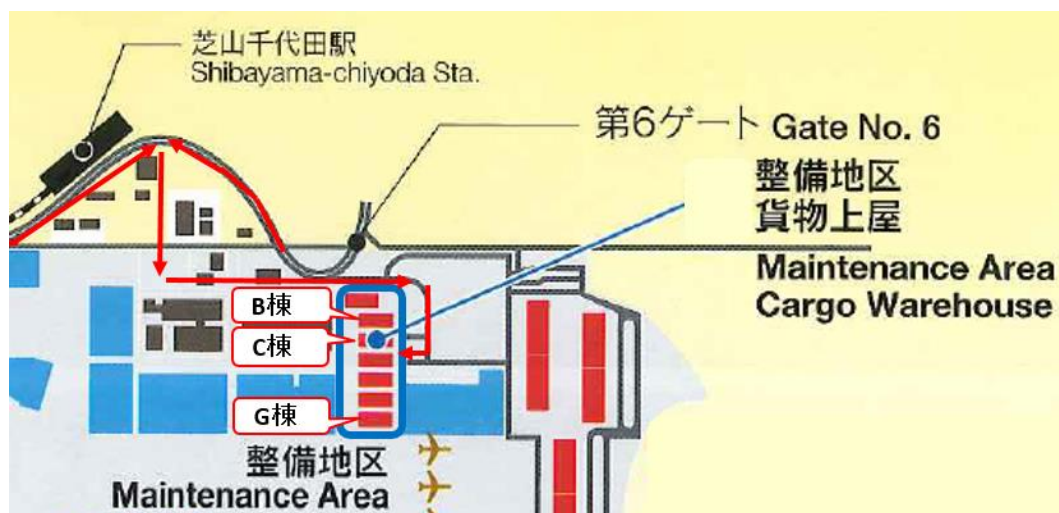 芝山千代田駅
Shibayama-chiyoda Sta.
第6ゲート Gate No. 6
整備地区
貨物上屋
Maintenance Area
Cargo Warehouse
B棟
C棟
G棟
整備地区
Maintenance Area